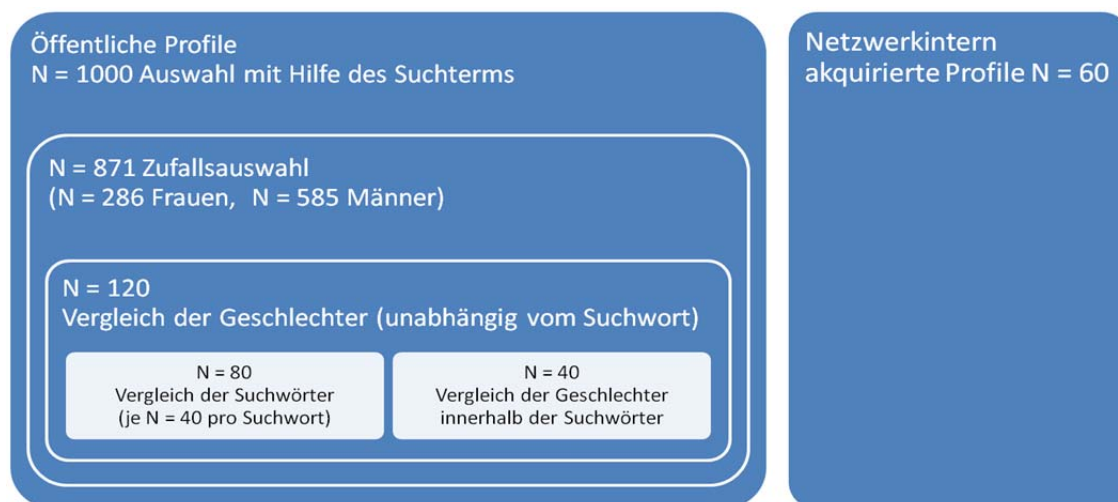 Öffentliche Profile
N = 1000 Auswahl mit Hilfe des Suchterms
N = 871 Zufallsauswahl
(N = 286 Frauen, N = 585 Männer)
N = 120
Vergleich der Geschlechter (unabhängig vom Suchwort)
N = 80
Vergleich der Suchwörter
(je N = 40 pro Suchwort)
N = 40
Vergleich der Geschlechter
innerhalb der Suchwörter
Netzwerkintern
akquirierte Profile N = 60